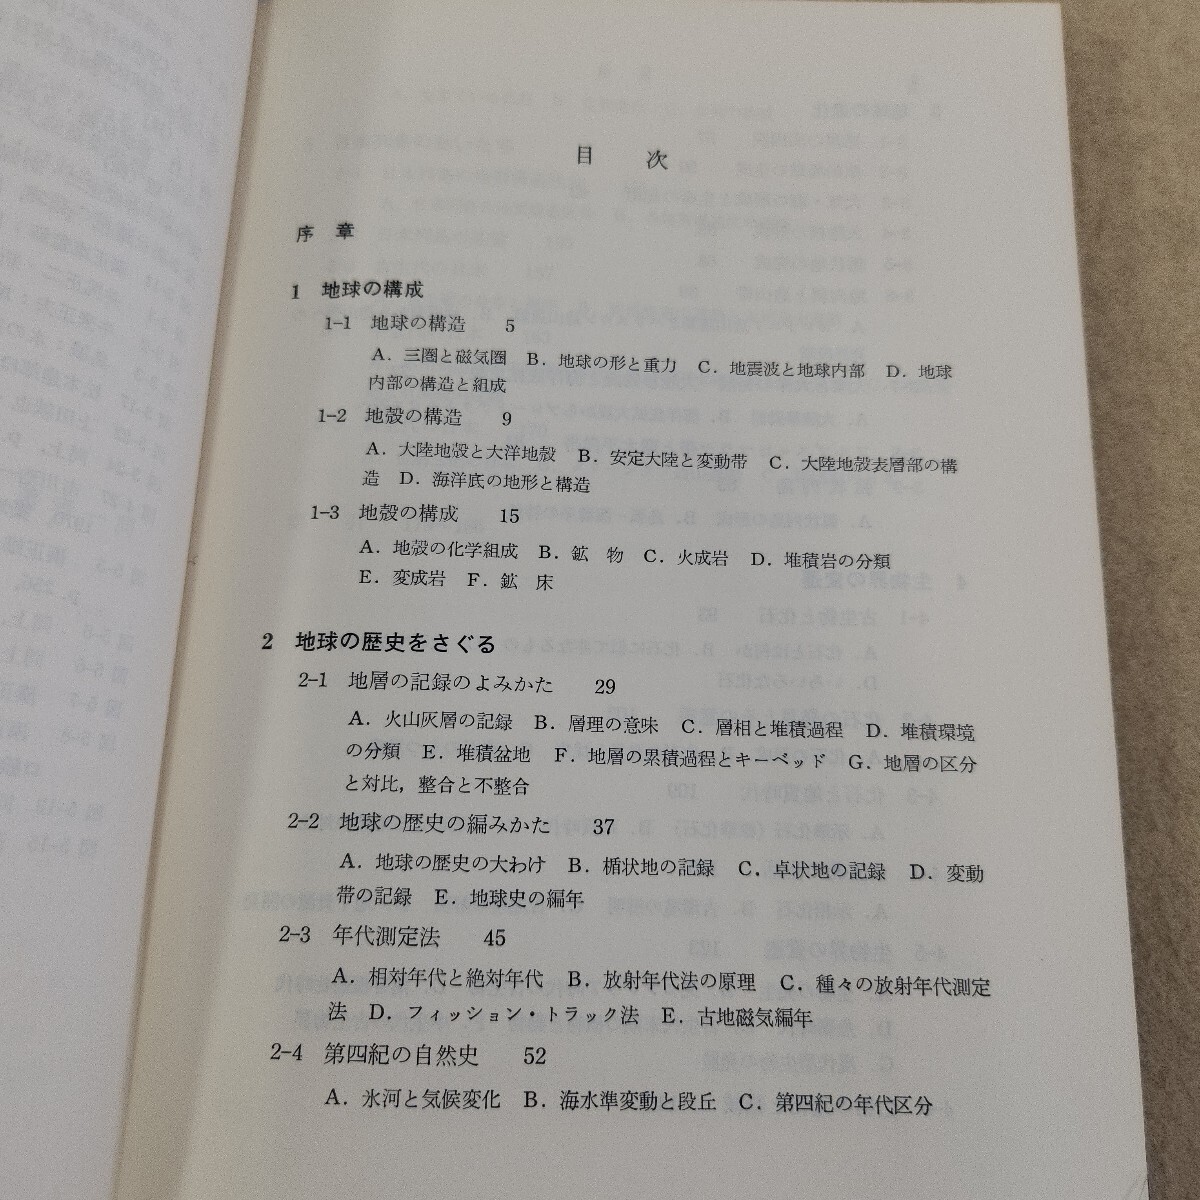 目 次
序 章
1 地球の構成
1-1 地球の構造 5
A．三圏と磁気圏 B．地球の形と重力 C．地震波と地球内部 D．地球
内部の構造と組成
1-2 地殻の構造 9
A．大陸地殻と大洋地殻 B．安定大陸と変動帯 C．大陸地殻表層部の構
造 D．海洋底の地形と構造
1-3 地殻の構成 15
A．地殻の化学組成 B．鉱 物 C．火成岩 D．堆積岩の分類
E．変成岩 F．鉱 床
2 地球の歴史をさぐる
2-1 地層の記録のよみかた 29
A．火山灰層の記録 B．層理の意味 C．層相と堆積過程 D．堆積環境
の分類 E．堆積盆地 F．地層の累積過程とキーベッド G．地層の区分
と対比，整合と不整合
2-2 地球の歴史の編みかた 37
A．地球の歴史の大わけ B．楯状地の記録 C．卓状地の記録 D．変動
帯の記録 E．地球史の編年
2-3 年代測定法 45
A．相対年代と絶対年代 B．放射年代法の原理 C．種々の放射年代測定
法 D．フィッション・トラック法 E．古地磁気編年
2-4 第四紀の自然史 52
A．氷河と気候変化 B．海水準変動と段丘 C．第四紀の年代区分